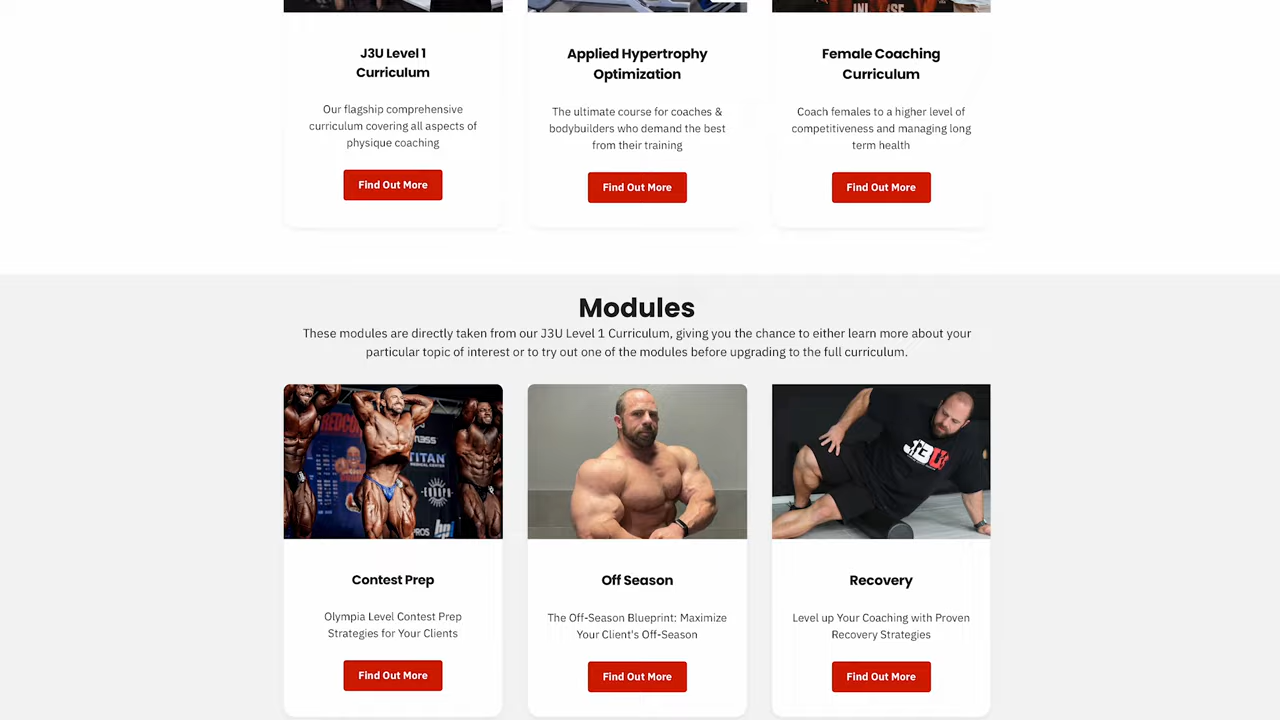 J3U Level 1
Curriculum
Our flagship comprehensive
curriculum covering all aspects of
physique coaching
Find Out More
Applied Hypertrophy
Optimization
The ultimate course for coaches &
bodybuilders who demand the best
from their training
Find Out More
Female Coaching
Curriculum
Coach females to a higher level of
competitiveness and managing long
term health
Find Out More
Modules
These modules are directly taken from our J3U Level 1 Curriculum, giving you the chance to either learn more about your
particular topic of interest or to try out one of the modules before upgrading to the full curriculum.
TITAN
MEDICAL CENTER
EUROPA
bpi
J3U
Contest Prep
Olympia Level Contest Prep
Strategies for Your Clients
Find Out More
Off Season
The Off-Season Blueprint: Maximize
Your Client's Off-Season
Find Out More
Recovery
Level up Your Coaching with Proven
Recovery Strategies
Find Out More